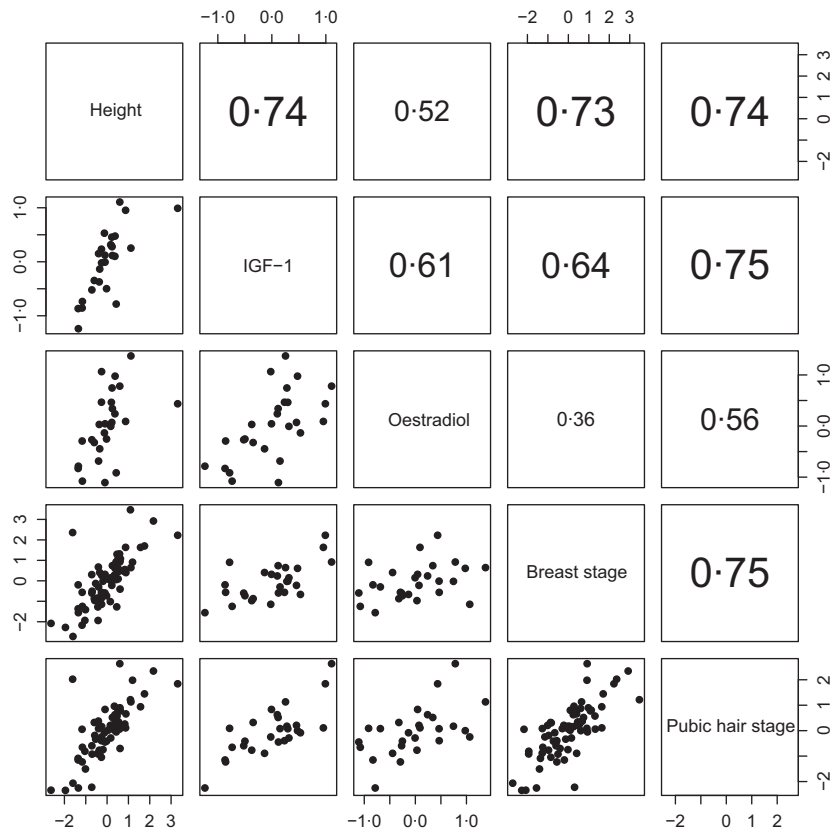 −1·0 0·0 1·0 −2 0 1 2 3
Height 0·74 0·52 0·73 0·74
−2 0 1 2 3
−1·0 0·0 1·0
IGF−1 0·61 0·64 0·75
Oestradiol 0·36 0·56
−1·0 0·0 1·0
−2 0 1 2 3
Breast stage 0·75
Pubic hair stage
−2 −1 0 1 2
−2 0 1 2 3 −1·0 0·0 1·0 −2 −1 0 1 2